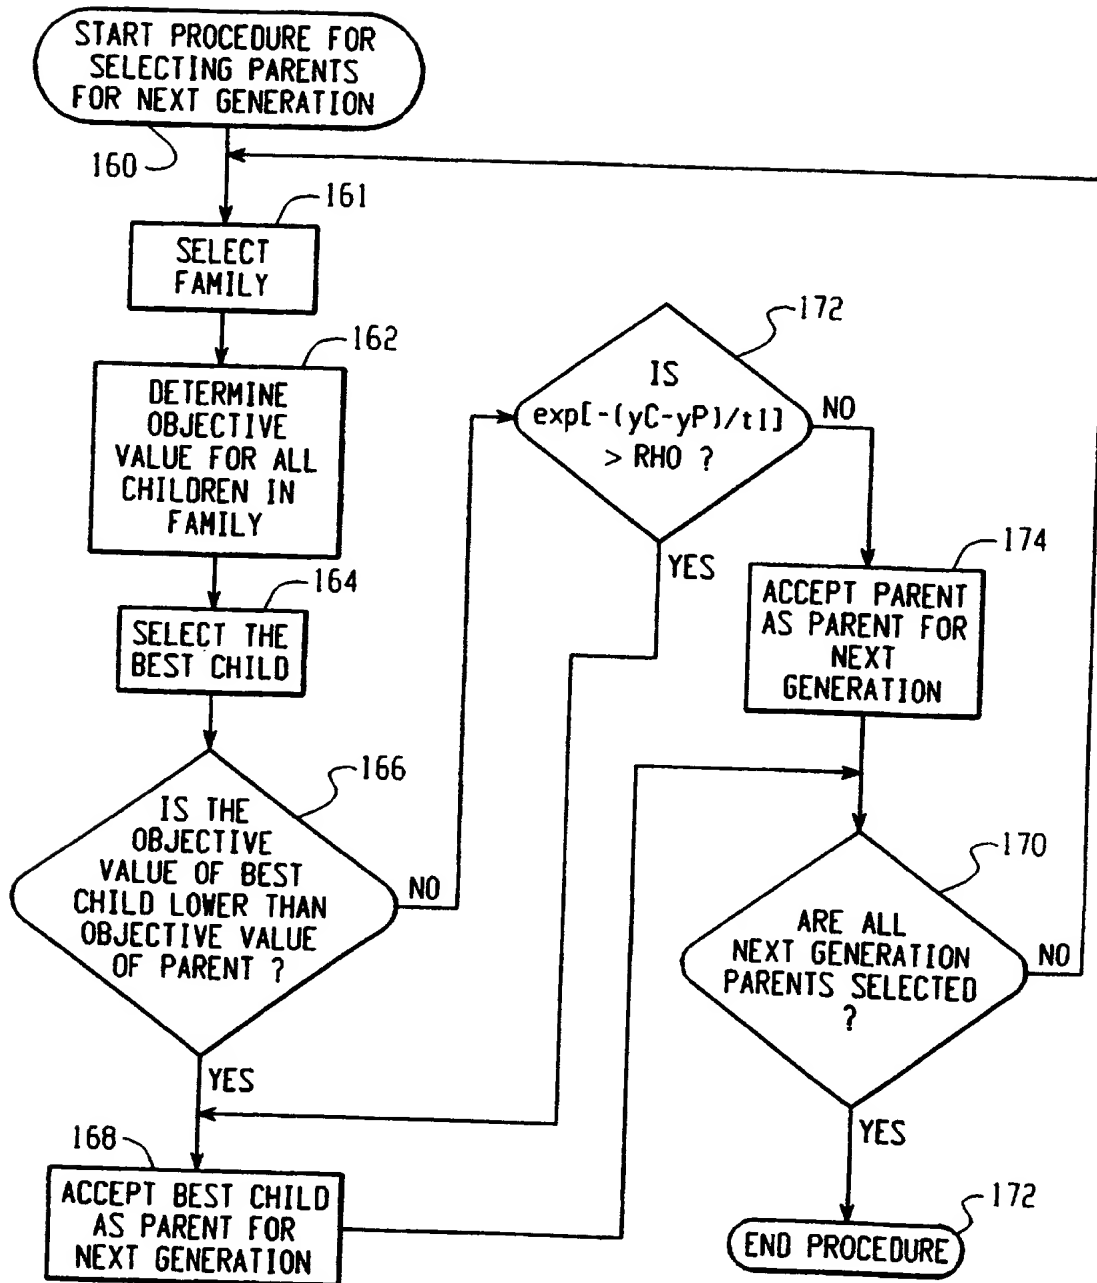 START PROCEDURE FOR
SELECTING PARENTS
FOR NEXT GENERATION
160
161
SELECT
FAMILY
162
DETERMINE
OBJECTIVE
VALUE FOR ALL
CHILDREN IN
FAMILY
164
SELECT THE
BEST CHILD
166
IS THE
OBJECTIVE
VALUE OF BEST
CHILD LOWER THAN
OBJECTIVE VALUE
OF PARENT ?
NO
YES
168
ACCEPT BEST CHILD
AS PARENT FOR
NEXT GENERATION
172
IS
exp[-(yC-yP)/t1]
> RHO ?
NO
YES
174
ACCEPT PARENT
AS PARENT FOR
NEXT
GENERATION
170
ARE ALL
NEXT GENERATION
PARENTS SELECTED
?
NO
YES
172
END PROCEDURE